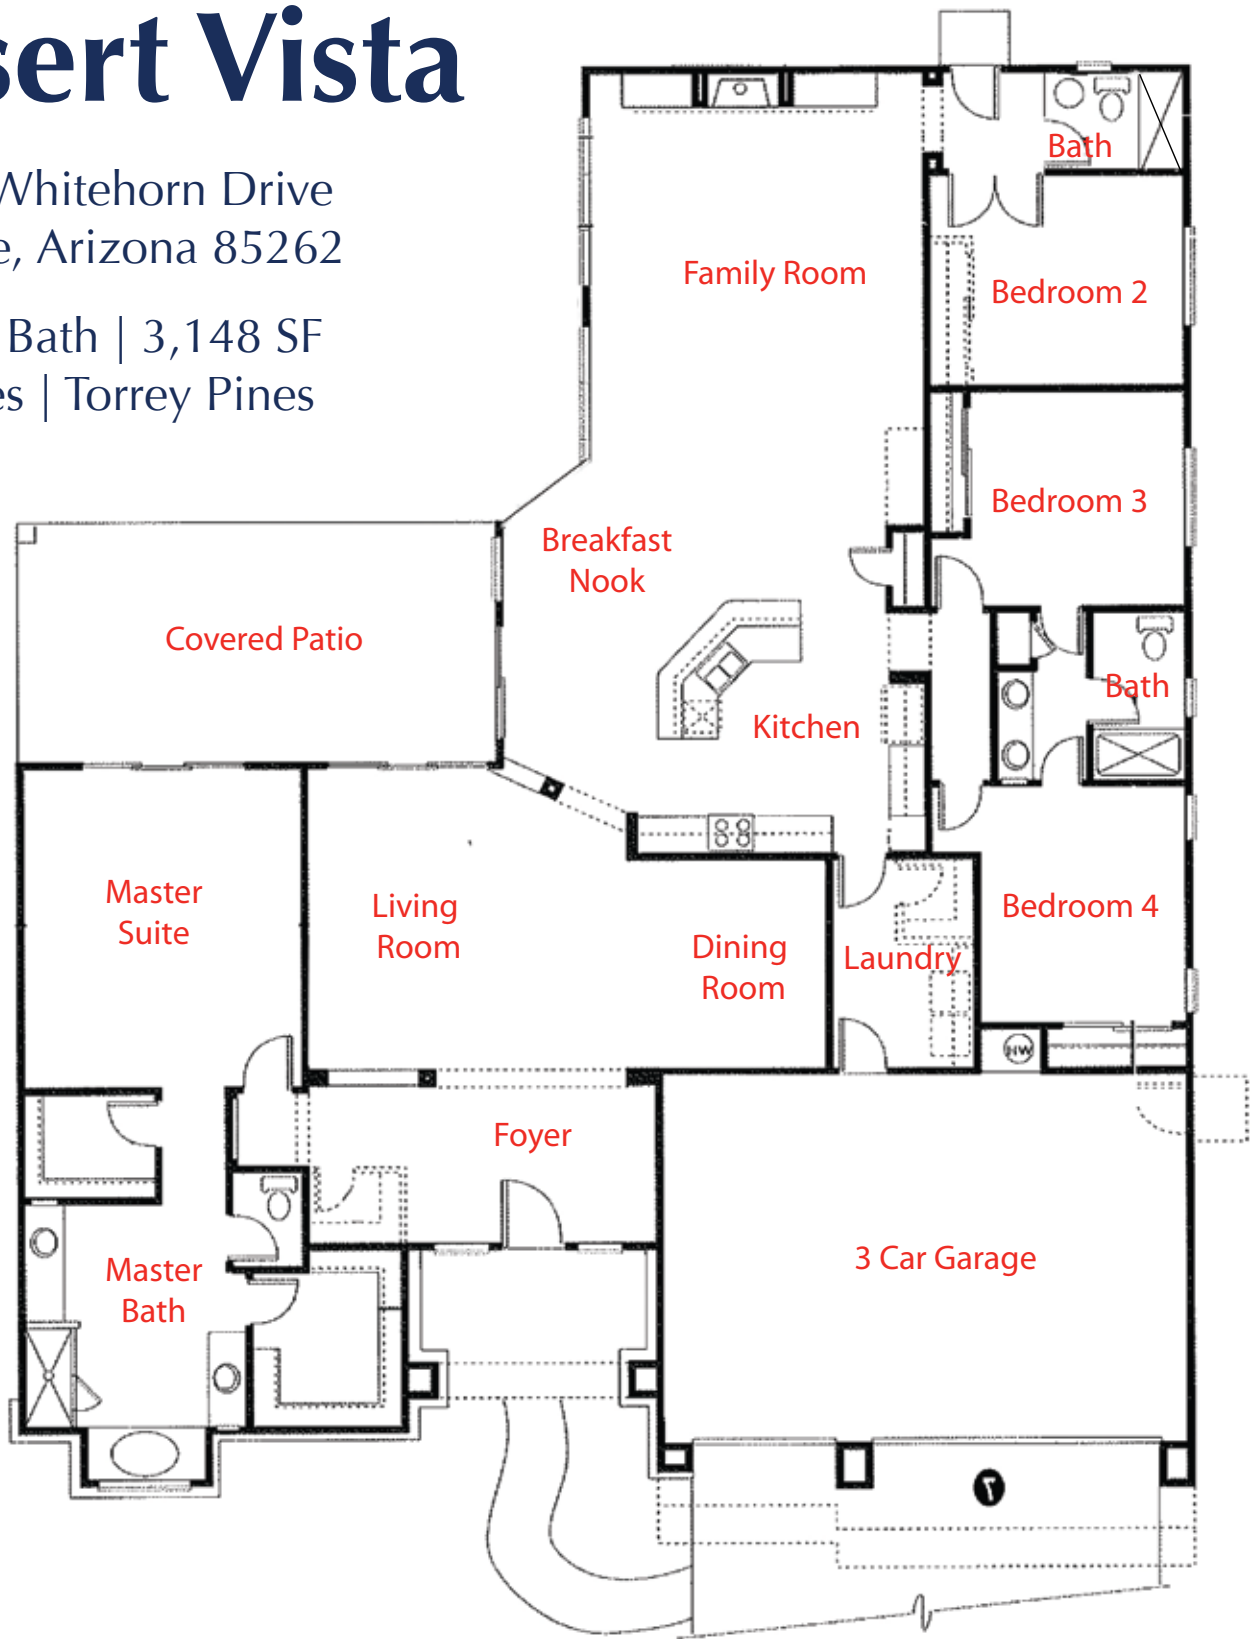 sert Vista
Whitehorn Drive
e, Arizona 85262
Bath | 3,148 SF
es | Torrey Pines
Bath
Family Room
Bedroom 2
Bedroom 3
Breakfast
Nook
Covered Patio
Bath
Kitchen
Master
Suite
Living
Room
Bedroom 4
Dining
Room
Laundry
HW
Foyer
3 Car Garage
Master
Bath